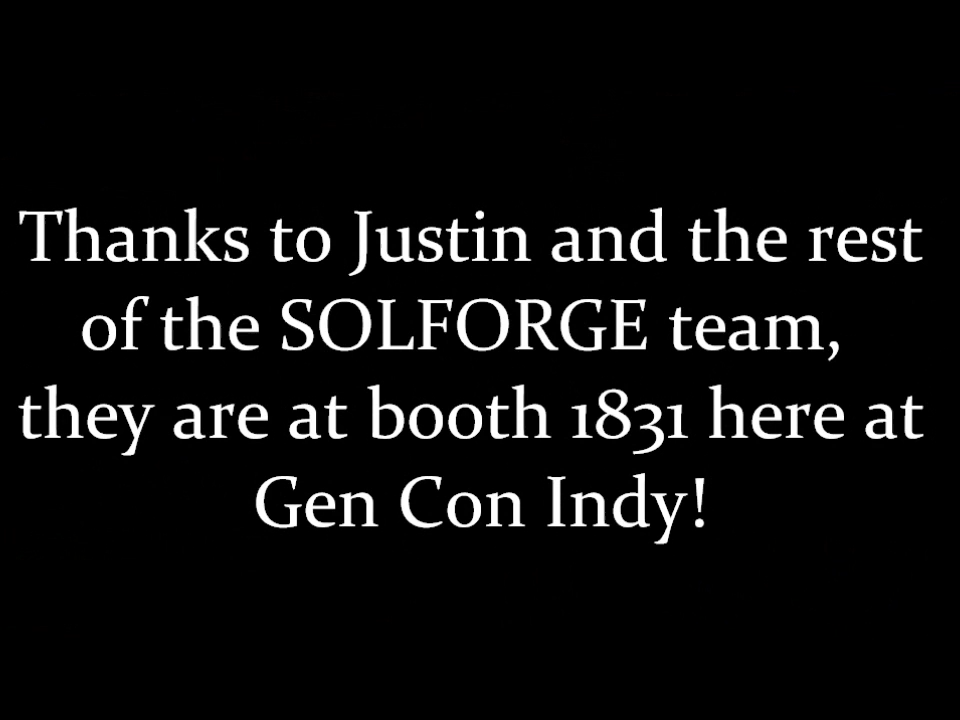 Thanks to Justin and the rest
of the SOLFORGE team,
they are at booth 1831 here at
Gen Con Indy!